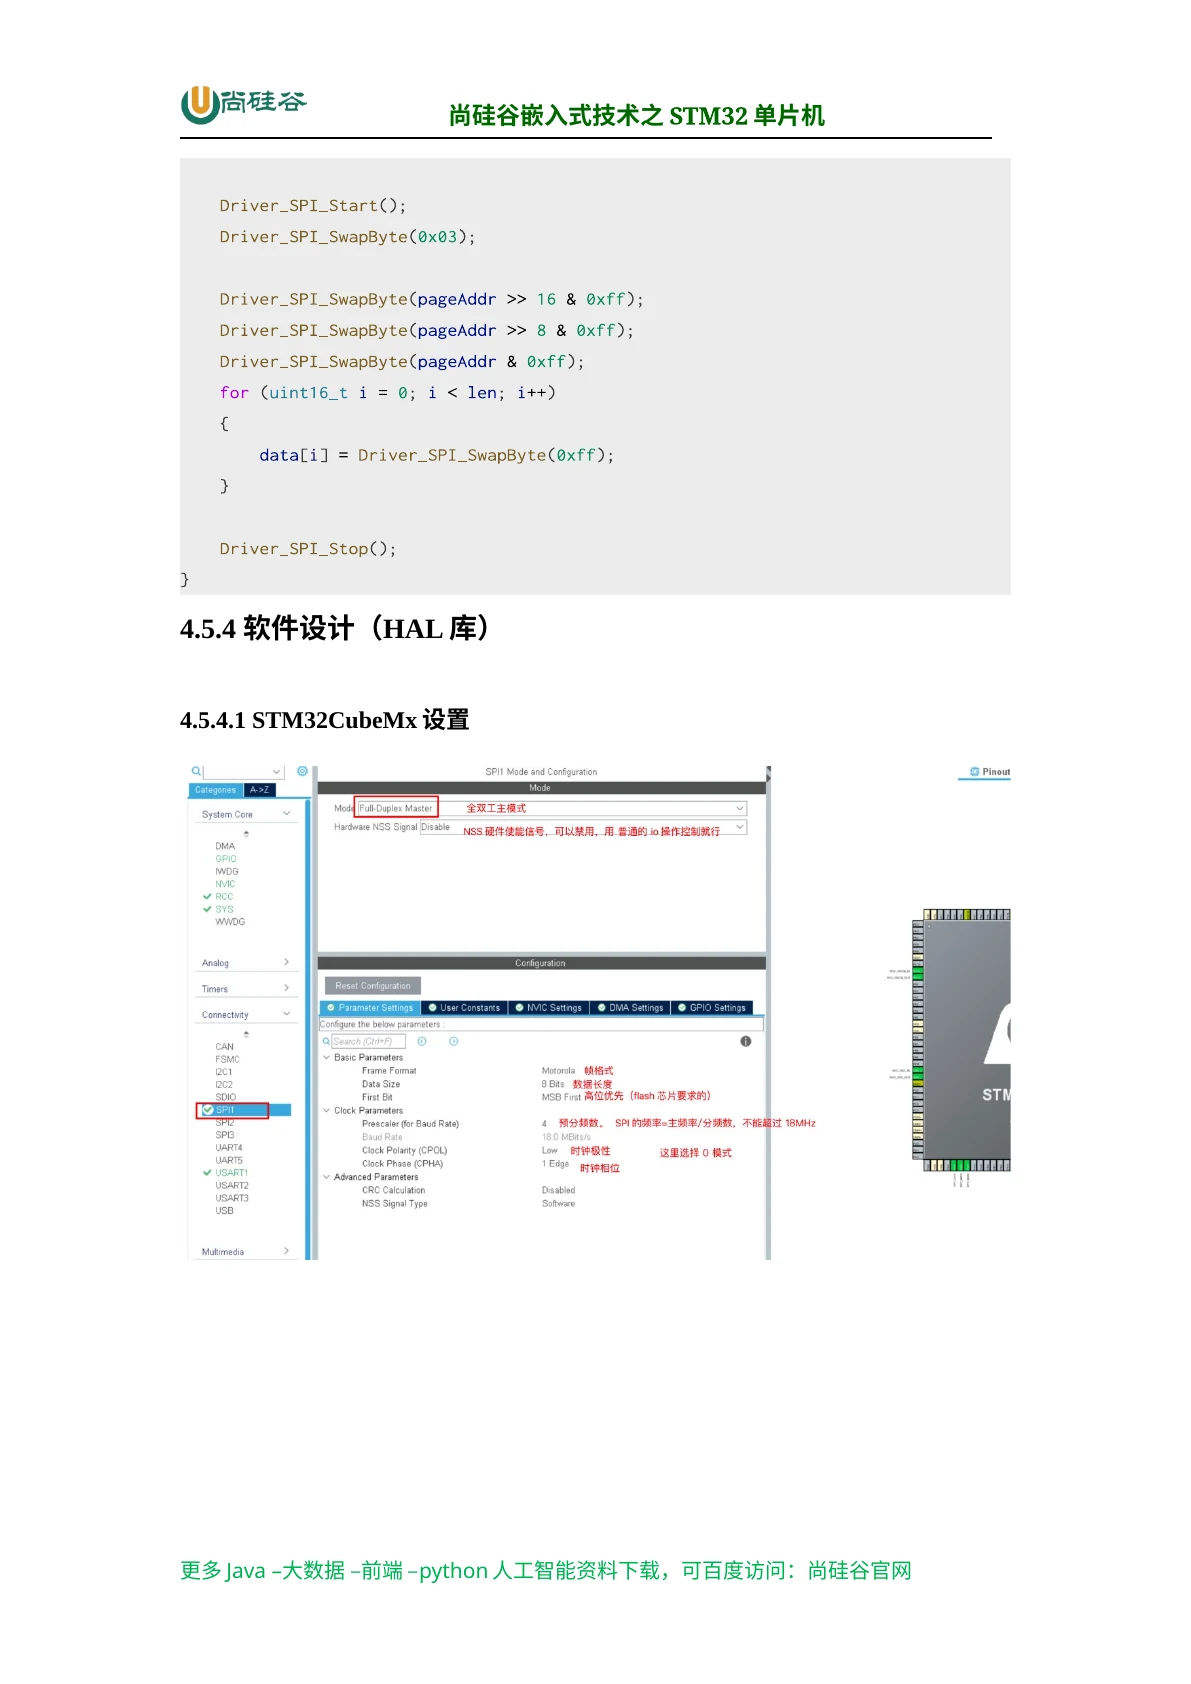 尚硅谷
尚硅谷嵌入式技术之 STM32 单片机
Driver_SPI_Start();
Driver_SPI_SwapByte(0x03);
Driver_SPI_SwapByte(pageAddr >> 16 & 0xff);
Driver_SPI_SwapByte(pageAddr >> 8 & 0xff);
Driver_SPI_SwapByte(pageAddr & 0xff);
for (uint16_t i = 0; i < len; i++)
{
data[i] = Driver_SPI_SwapByte(0xff);
}
Driver_SPI_Stop();
}
4.5.4 软件设计（HAL 库）
4.5.4.1 STM32CubeMx 设置
Categories A->Z
System Core
DMA
GPIO
IWDG
NVIC
RCC
SYS
WWDG
Analog
Timers
Connectivity
CAN
FSMC
I2C1
I2C2
SDIO
SPI1
SPI2
SPI3
UART4
UART5
USART1
USART2
USART3
USB
Multimedia
SPI1 Mode and Configuration
Mode
Mode Full-Duplex Master 全双工主模式
Hardware NSS Signal Disable NSS 硬件使能信号，可以禁用，用 普通的 io 操作控制就行
Configuration
Reset Configuration
Parameter Settings User Constants NVIC Settings DMA Settings GPIO Settings
Configure the below parameters :
Search (Ctrl+F)
Basic Parameters
Frame Format Motorola 帧格式
Data Size 8 Bits 数据长度
First Bit MSB First 高位优先（flash 芯片要求的）
Clock Parameters
Prescaler (for Baud Rate) 4 预分频数。 SPI 的频率=主频率/分频数，不能超过 18MHz
Baud Rate 18.0 MBits/s
Clock Polarity (CPOL) Low 时钟极性 这里选择 0 模式
Clock Phase (CPHA) 1 Edge 时钟相位
Advanced Parameters
CRC Calculation Disabled
NSS Signal Type Software
Pinout
STM
更多 Java –大数据 –前端 –python 人工智能资料下载，可百度访问：尚硅谷官网